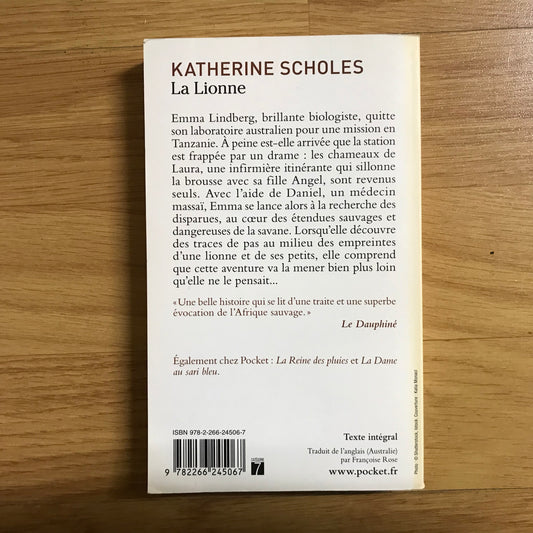 KATHERINE SCHOLES
La Lionne
Emma Lindberg, brillante biologiste, quitte
son laboratoire australien pour une mission en
Tanzanie. À peine est-elle arrivée que la station
est frappée par un drame : les chameaux de
Laura, une infirmière itinérante qui sillonne
la brousse avec sa fille Angel, sont revenus
seuls. Avec l'aide de Daniel, un médecin
massaï, Emma se lance alors à la recherche des
disparues, au cœur des étendues sauvages et
dangereuses de la savane. Lorsqu'elle découvre
des traces de pas au milieu des empreintes
d'une lionne et de ses petits, elle comprend
que cette aventure va la mener bien plus loin
qu'elle ne le pensait...
« Une belle histoire qui se lit d'une traite et une superbe
évocation de l'Afrique sauvage. »
Le Dauphiné
Également chez Pocket : La Reine des pluies et La Dame
au sari bleu.
ISBN 978-2-266-24506-7
9 782266 245067
7
Texte intégral
Traduit de l'anglais (Australie)
par Françoise Rose
www.pocket.fr